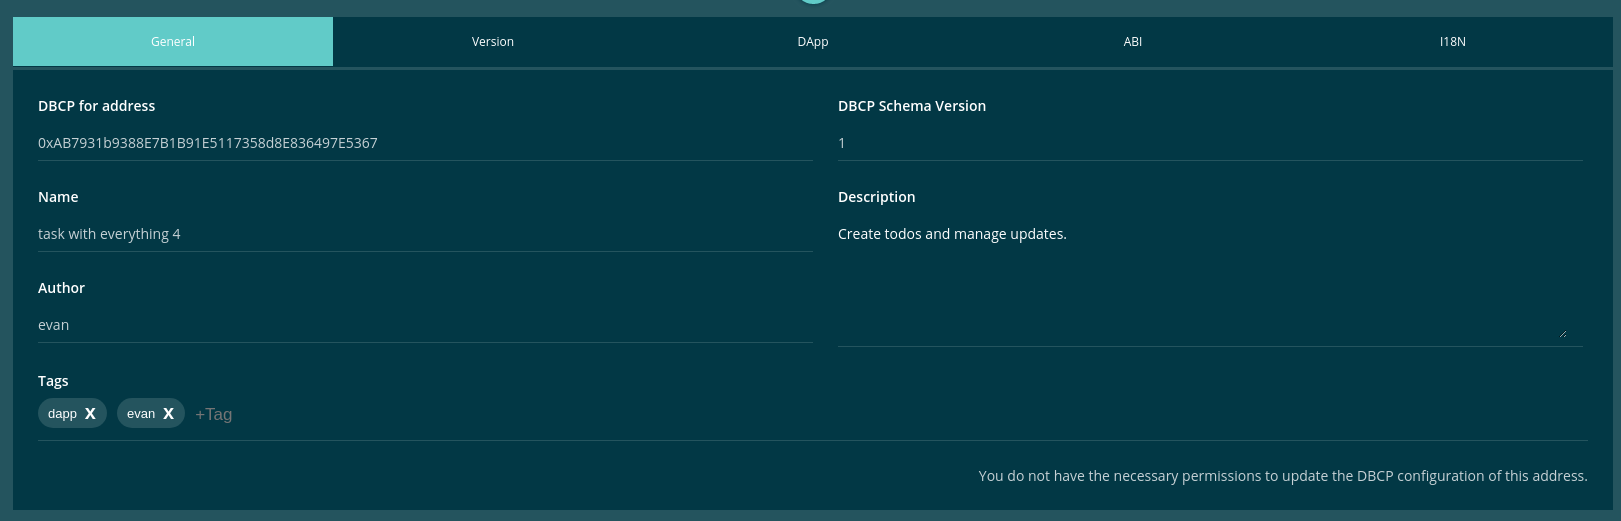 General
Version
DApp
ABI
I18N
DBCP for address
0xAB7931b9388E7B1B91E5117358d8E836497E5367
DBCP Schema Version
1
Name
task with everything 4
Description
Create todos and manage updates.
Author
evan
Tags
dapp X evan X +Tag
You do not have the necessary permissions to update the DBCP configuration of this address.